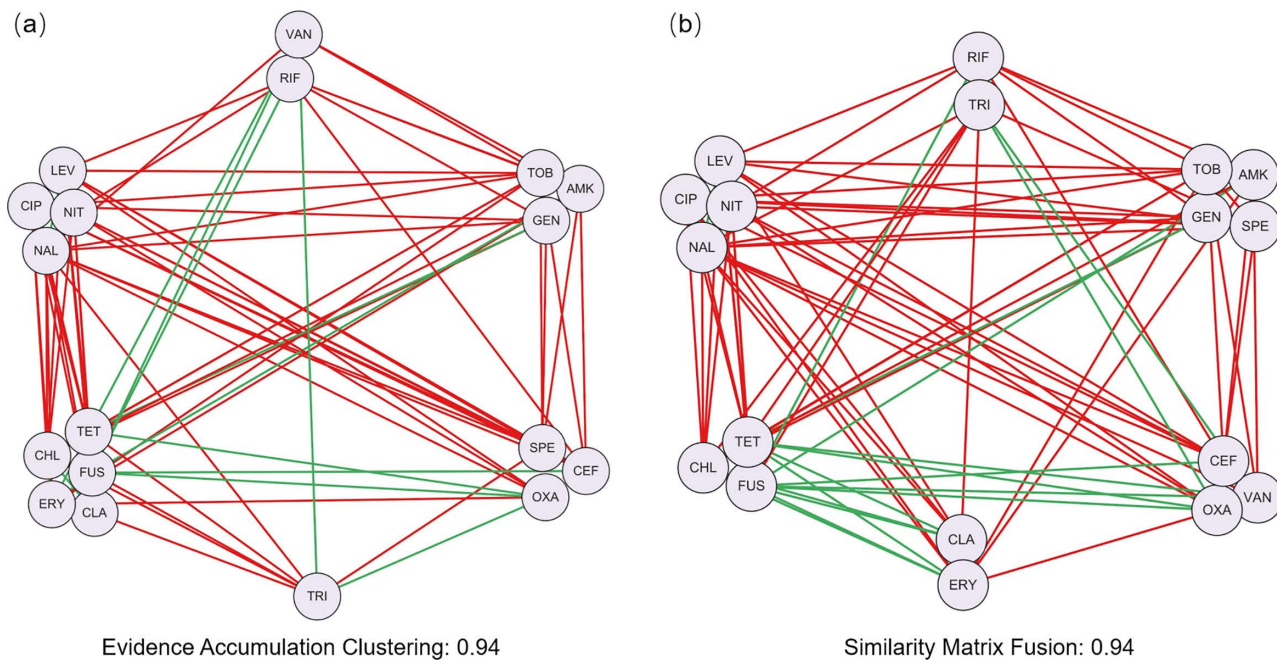 (a)
VAN
RIF
LEV
CIP
NIT
NAL
TOB
AMK
GEN
TET
CHL
FUS
ERY
CLA
SPE
CEF
OXA
TRI
Evidence Accumulation Clustering: 0.94
(b)
RIF
TRI
LEV
CIP
NIT
NAL
TOB
AMK
GEN
SPE
TET
CHL
FUS
CEF
VAN
OXA
CLA
ERY
Similarity Matrix Fusion: 0.94